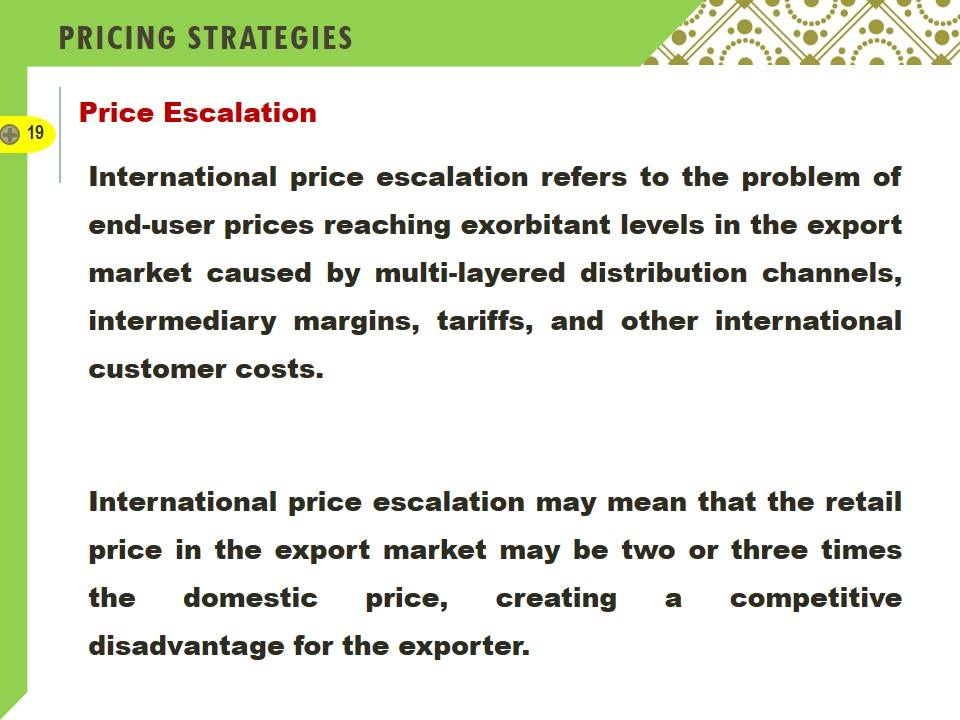 PRICING STRATEGIES
Price Escalation
19
International price escalation refers to the problem of
end-user prices reaching exorbitant levels in the export
market caused by multi-layered distribution channels,
intermediary margins, tariffs, and other international
customer costs.
International price escalation may mean that the retail
price in the export market may be two or three times
the domestic price, creating a competitive
disadvantage for the exporter.